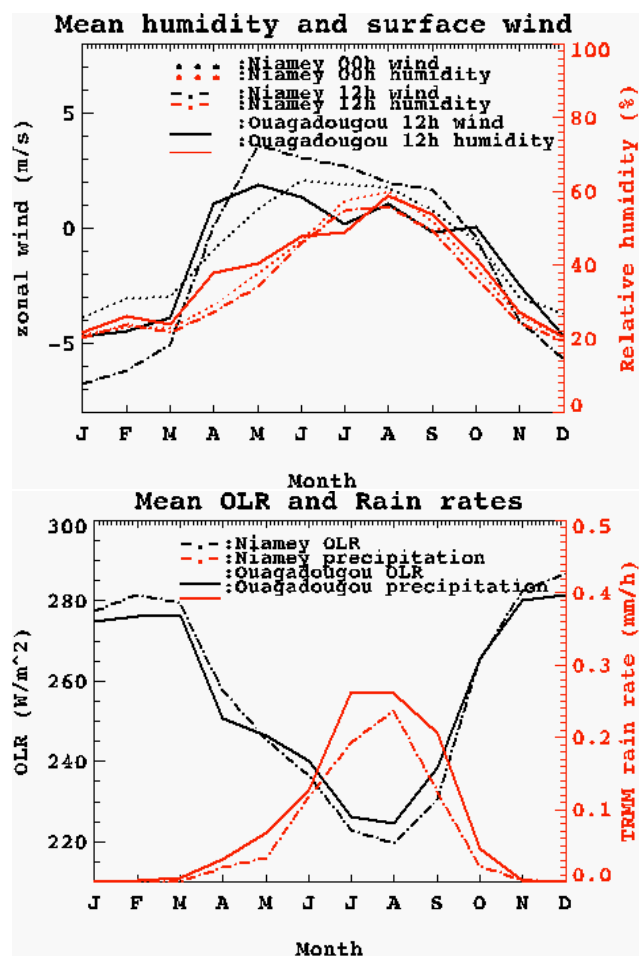 Mean humidity and surface wind
:Niamey 00h wind
:Niamey 00h humidity
:Niamey 12h wind
:Niamey 12h humidity
:Ouagadougou 12h wind
:Ouagadougou 12h humidity
zonal wind (m/s)
5
0
-5
Relative humidity (%)
100
80
60
40
20
0
J F M A M J J A S O N D
Month
Mean OLR and Rain rates
:Niamey OLR
:Niamey precipitation
:Ouagadougou OLR
:Ouagadougou precipitation
OLR (W/m^2)
300
280
260
240
220
TRMM rain rate (mm/h)
0.5
0.4
0.3
0.2
0.1
0.0
J F M A M J J A S O N D
Month